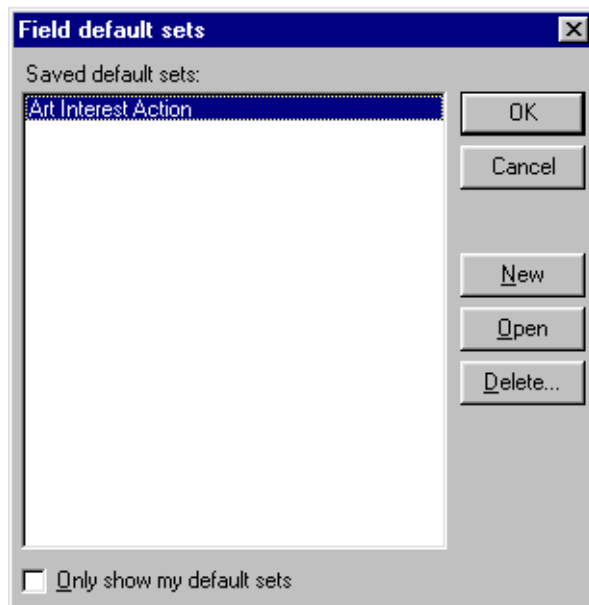 Field default sets
Saved default sets:
Art Interest Action
OK
Cancel
New
Open
Delete...
Only show my default sets